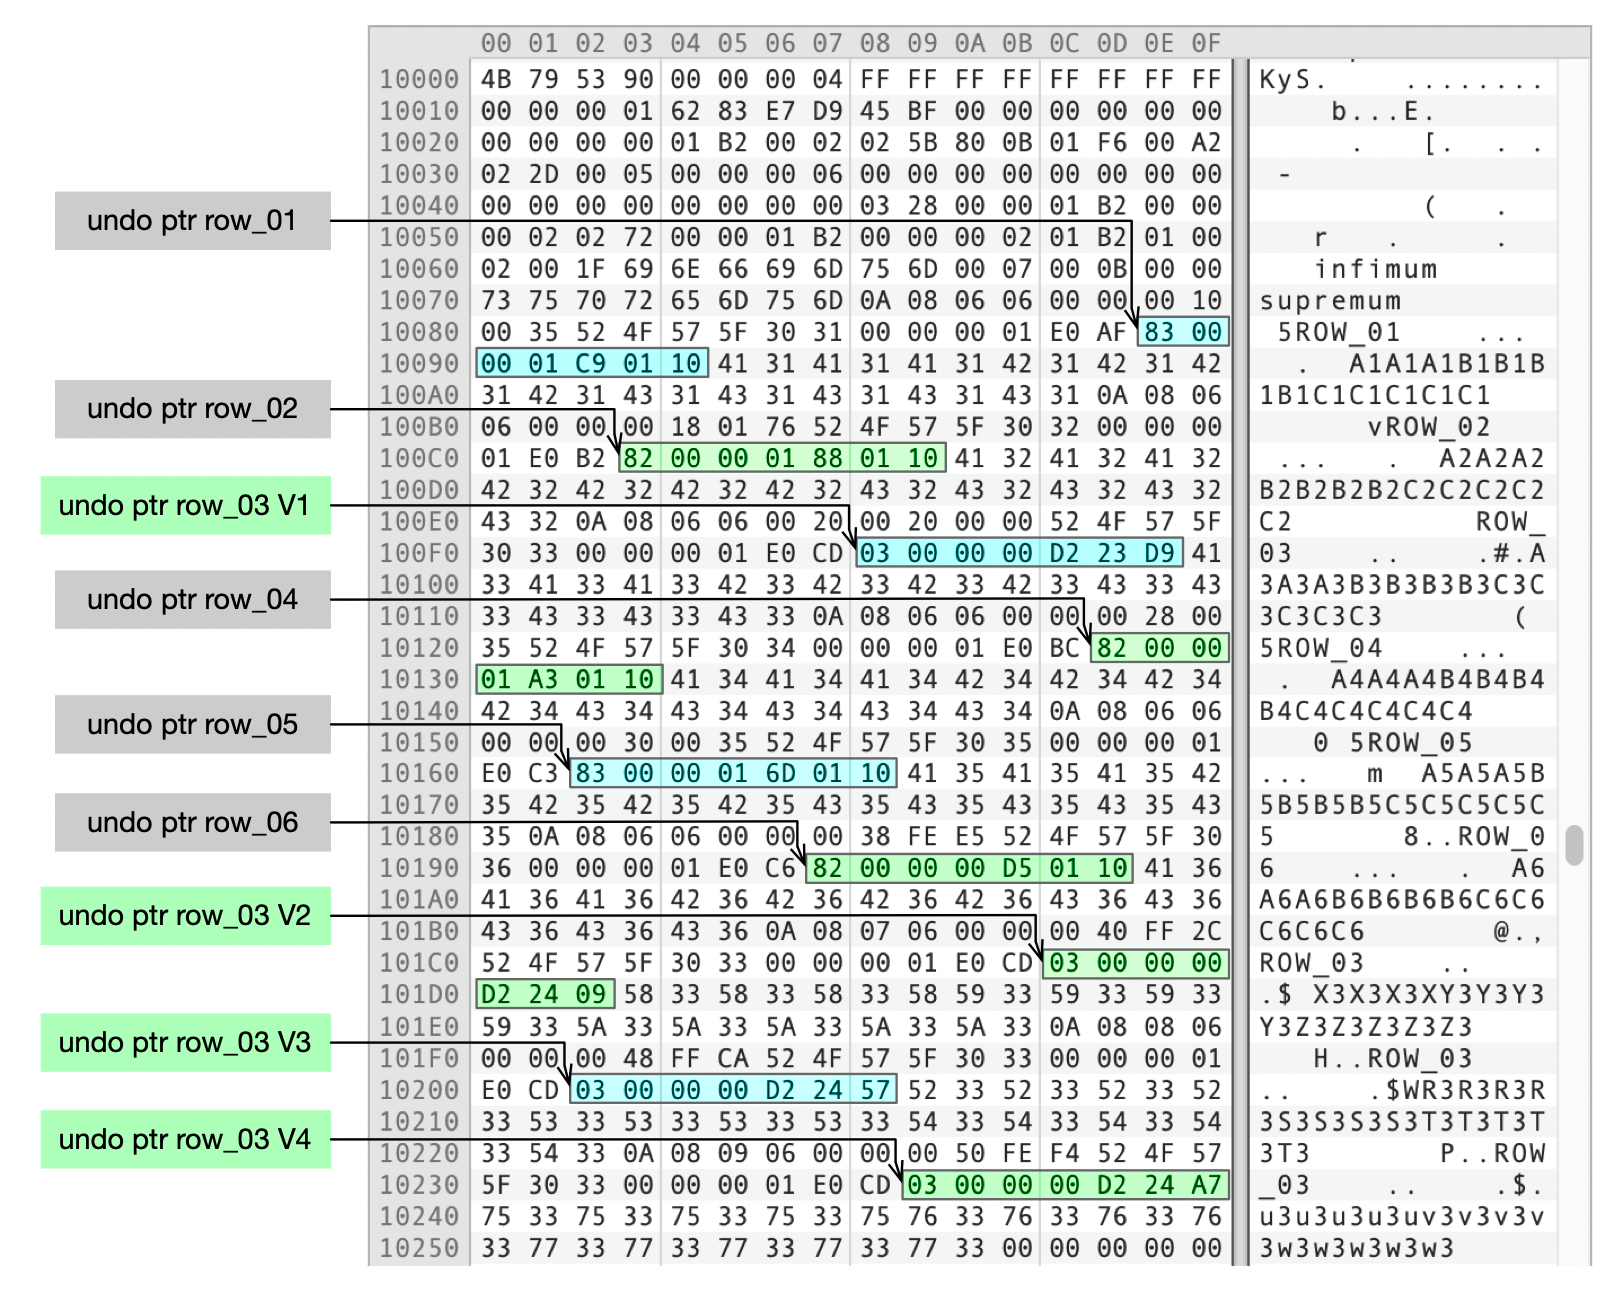 00 01 02 03 04 05 06 07 08 09 0A 0B 0C 0D 0E 0F
10000 4B 79 53 90 00 00 00 04 FF FF FF FF FF FF FF FF KyS. ........
10010 00 00 00 01 62 83 E7 D9 45 BF 00 00 00 00 00 00 b...E.
10020 00 00 00 00 01 B2 00 02 02 5B 80 0B 01 F6 00 A2 . [. . .
10030 02 2D 00 05 00 00 00 06 00 00 00 00 00 00 00 00 -
10040 00 00 00 00 00 00 00 00 03 28 00 00 01 B2 00 00 ( .
undo ptr row_01
10050 00 02 02 72 00 00 01 B2 00 00 00 02 01 B2 01 00 r . .
10060 02 00 1F 69 6E 66 69 6D 75 6D 00 07 00 0B 00 00 infimum
10070 73 75 70 72 65 6D 75 6D 0A 08 06 06 00 00 00 10 supremum
10080 00 35 52 4F 57 5F 30 31 00 00 00 01 E0 AF 83 00 5ROW_01 ...
10090 00 01 C9 01 10 41 31 41 31 41 31 42 31 42 31 42 . A1A1A1B1B1B
100A0 31 42 31 43 31 43 31 43 31 43 31 43 31 0A 08 06 1B1C1C1C1C1C1
undo ptr row_02
100B0 06 00 00 00 18 01 76 52 4F 57 5F 30 32 00 00 00 vROW_02
100C0 01 E0 B2 82 00 00 01 88 01 10 41 32 41 32 41 32 ... . A2A2A2
100D0 42 32 42 32 42 32 42 32 43 32 43 32 43 32 43 32 B2B2B2B2C2C2C2C2
undo ptr row_03 V1
100E0 43 32 0A 08 06 06 00 20 00 20 00 00 52 4F 57 5F C2 ROW_
100F0 30 33 00 00 00 01 E0 CD 03 00 00 00 D2 23 D9 41 03 .. .#.A
10100 33 41 33 41 33 42 33 42 33 42 33 42 33 43 33 43 3A3A3B3B3B3B3C3C
undo ptr row_04
10110 33 43 33 43 33 43 33 0A 08 06 06 00 00 00 28 00 3C3C3C3 (
10120 35 52 4F 57 5F 30 34 00 00 00 01 E0 BC 82 00 00 5ROW_04 ...
10130 01 A3 01 10 41 34 41 34 41 34 42 34 42 34 42 34 . A4A4A4B4B4B4
10140 42 34 43 34 43 34 43 34 43 34 43 34 0A 08 06 06 B4C4C4C4C4C4
undo ptr row_05
10150 00 00 00 30 00 35 52 4F 57 5F 30 35 00 00 00 01 0 5ROW_05
10160 E0 C3 83 00 00 01 6D 01 10 41 35 41 35 41 35 42 ... m A5A5A5B
10170 35 42 35 42 35 42 35 43 35 43 35 43 35 43 35 43 5B5B5B5C5C5C5C5C
undo ptr row_06
10180 35 0A 08 06 06 00 00 00 38 FE E5 52 4F 57 5F 30 5 8..ROW_0
10190 36 00 00 00 01 E0 C6 82 00 00 00 D5 01 10 41 36 6 ... . A6
101A0 41 36 41 36 42 36 42 36 42 36 42 36 43 36 43 36 A6A6B6B6B6B6C6C6
undo ptr row_03 V2
101B0 43 36 43 36 43 36 0A 08 07 06 00 00 00 40 FF 2C C6C6C6 @.,
101C0 52 4F 57 5F 30 33 00 00 00 01 E0 CD 03 00 00 00 ROW_03 ..
101D0 D2 24 09 58 33 58 33 58 33 58 59 33 59 33 59 33 .$ X3X3X3XY3Y3Y3
101E0 59 33 5A 33 5A 33 5A 33 5A 33 5A 33 0A 08 08 06 Y3Z3Z3Z3Z3Z3
undo ptr row_03 V3
101F0 00 00 00 48 FF CA 52 4F 57 5F 30 33 00 00 00 01 H..ROW_03
10200 E0 CD 03 00 00 00 D2 24 57 52 33 52 33 52 33 52 .. .$WR3R3R3R
10210 33 53 33 53 33 53 33 53 33 54 33 54 33 54 33 54 3S3S3S3S3T3T3T3T
undo ptr row_03 V4
10220 33 54 33 0A 08 09 06 00 00 00 50 FE F4 52 4F 57 3T3 P..ROW
10230 5F 30 33 00 00 00 01 E0 CD 03 00 00 00 D2 24 A7 _03 .. .$.
10240 75 33 75 33 75 33 75 33 75 76 33 76 33 76 33 76 u3u3u3u3uv3v3v3v
10250 33 77 33 77 33 77 33 77 33 77 33 00 00 00 00 00 3w3w3w3w3w3